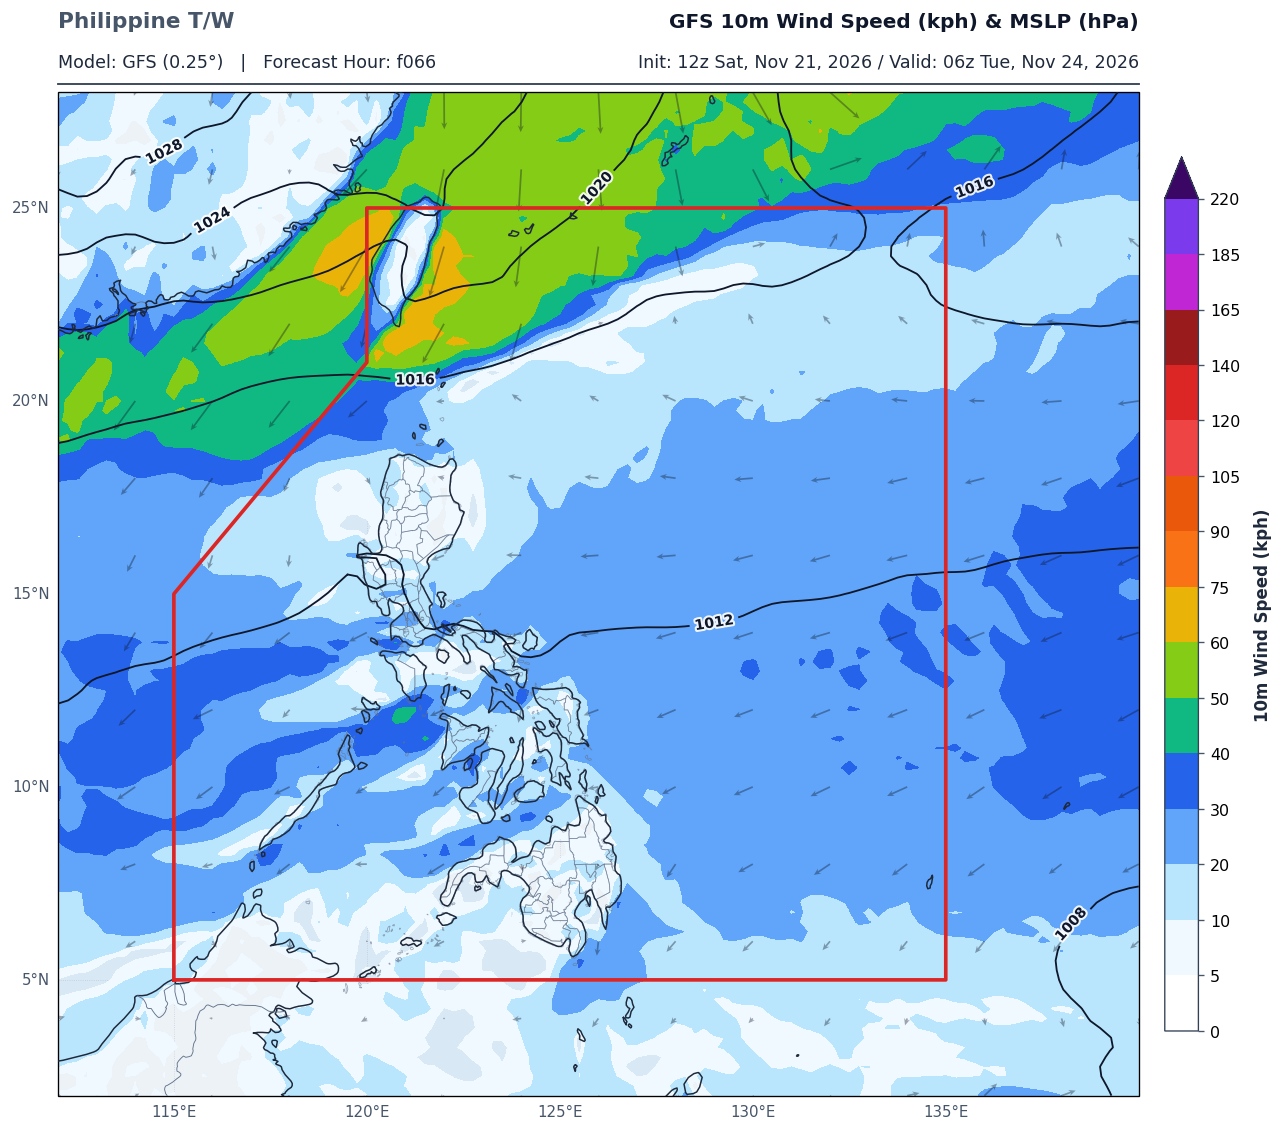 Philippine T/W
GFS 10m Wind Speed (kph) & MSLP (hPa)
Model: GFS (0.25°)   |   Forecast Hour: f066
Init: 12z Sat, Nov 21, 2026 / Valid: 06z Tue, Nov 24, 2026
1028
1024
1020
1016
1016
1012
1008
25°N
20°N
15°N
10°N
5°N
115°E
120°E
125°E
130°E
135°E
220
185
165
140
120
105
90
75
60
50
40
30
20
10
5
0
10m Wind Speed (kph)